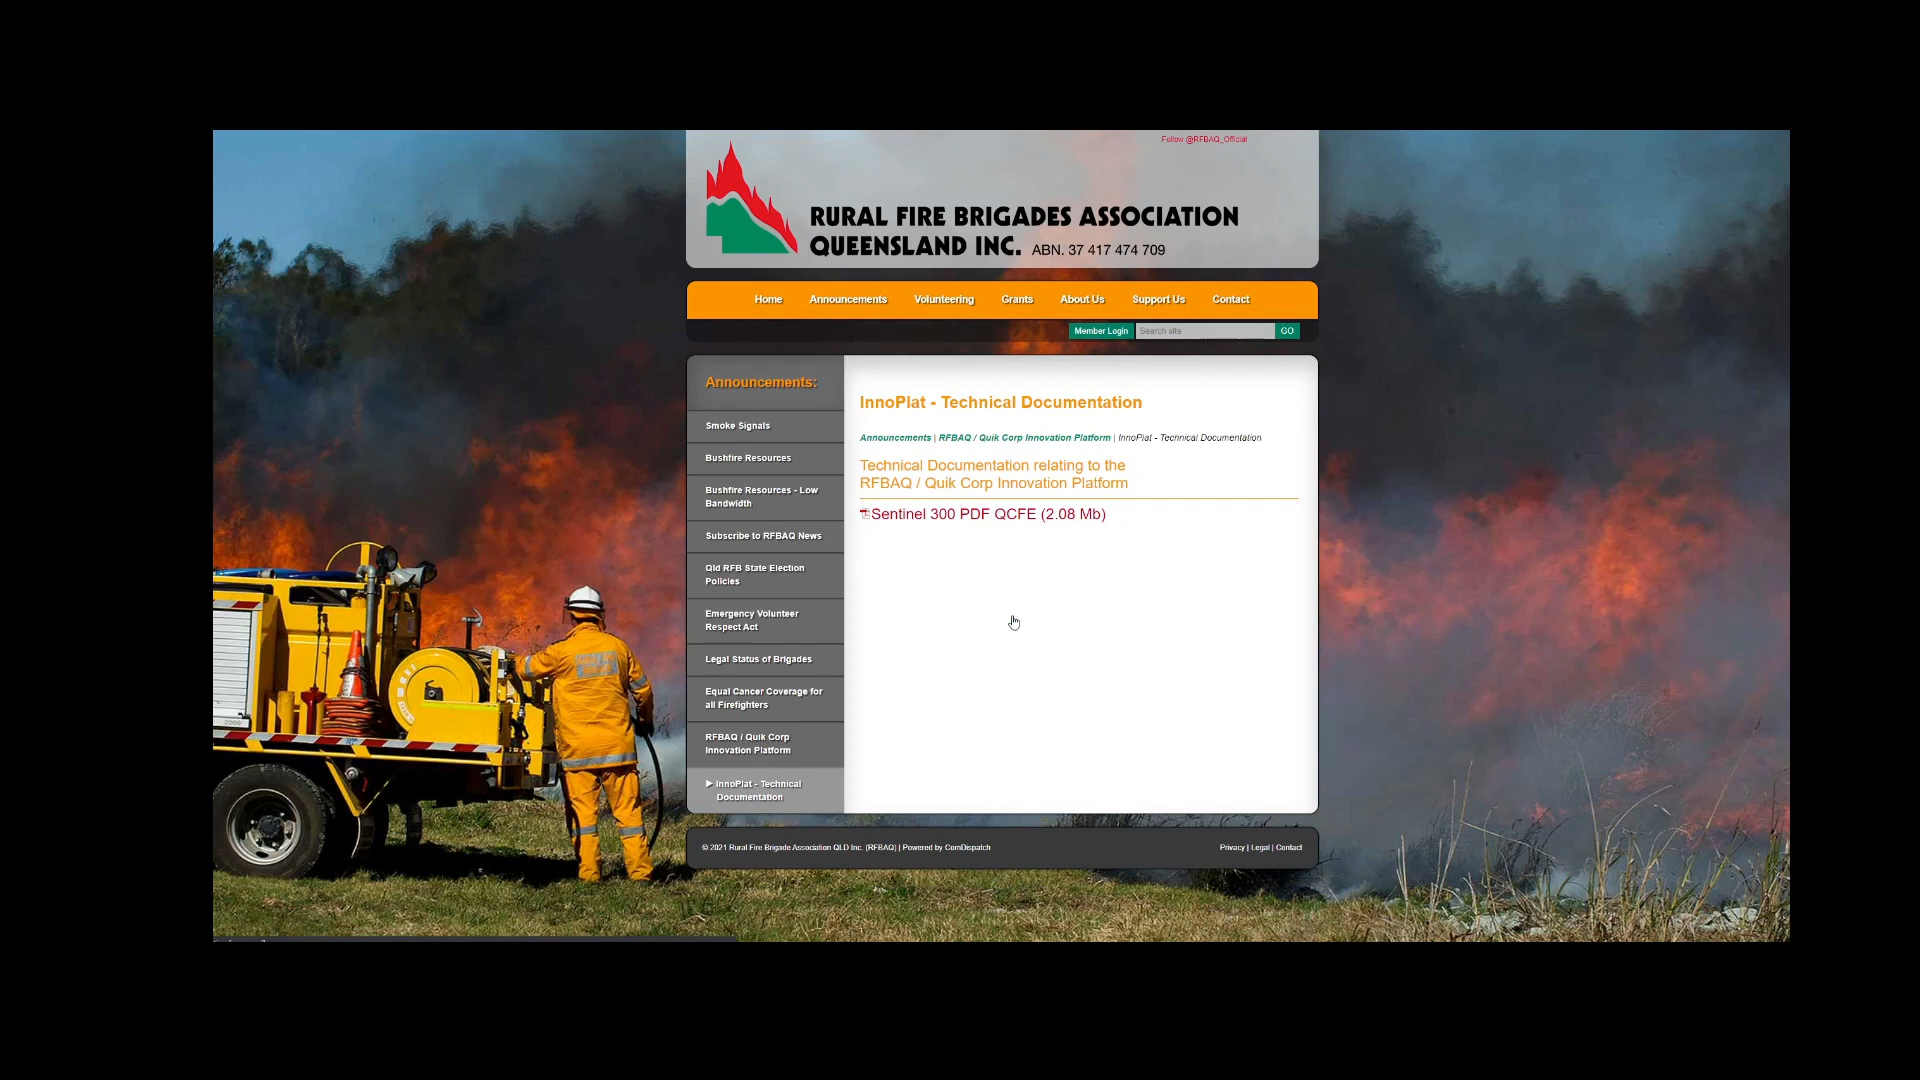 Follow @RFBAQ_Official
RURAL FIRE BRIGADES ASSOCIATION
QUEENSLAND INC. ABN. 37 417 474 709
Home Announcements Volunteering Grants About Us Support Us Contact
Member Login Search site GO
Announcements:
Smoke Signals
Bushfire Resources
Bushfire Resources - Low
Bandwidth
Subscribe to RFBAQ News
Qld RFB State Election
Policies
Emergency Volunteer
Respect Act
Legal Status of Brigades
Equal Cancer Coverage for
all Firefighters
RFBAQ / Quik Corp
Innovation Platform
InnoPlat - Technical
Documentation
InnoPlat - Technical Documentation
Announcements | RFBAQ / Quik Corp Innovation Platform | InnoPlat - Technical Documentation
Technical Documentation relating to the
RFBAQ / Quik Corp Innovation Platform
Sentinel 300 PDF QCFE (2.08 Mb)
© 2021 Rural Fire Brigade Association QLD Inc. (RFBAQ) | Powered by ComDispatch
Privacy | Legal | Contact